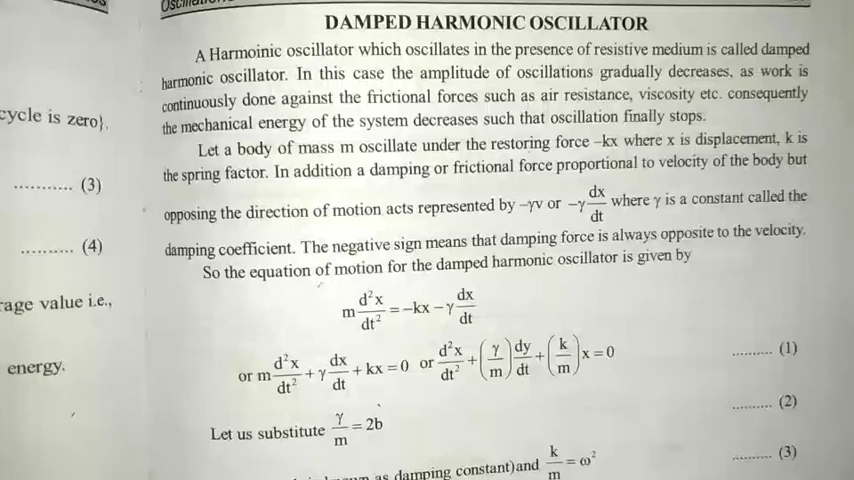 DAMPED HARMONIC OSCILLATOR
A Harmoinic oscillator which oscillates in the presence of resistive medium is called damped
harmonic oscillator. In this case the amplitude of oscillations gradually decreases, as work is
continuously done against the frictional forces such as air resistance, viscosity etc. consequently
the mechanical energy of the system decreases such that oscillation finally stops.
Let a body of mass m oscillate under the restoring force –kx where x is displacement, k is
the spring factor. In addition a damping or frictional force proportional to velocity of the body but
opposing the direction of motion acts represented by –γv or –γ dx/dt where γ is a constant called the
damping coefficient. The negative sign means that damping force is always opposite to the velocity.
So the equation of motion for the damped harmonic oscillator is given by
m d²x/dt² = –kx – γ dx/dt
or m d²x/dt² + γ dx/dt + kx = 0 or d²x/dt² + (γ/m) dy/dt + (k/m) x = 0 .......... (1)
Let us substitute γ/m = 2b .......... (2)
as damping constant) and k/m = ω² .......... (3)
cycle is zero}.
........... (3)
.......... (4)
rage value i.e.,
energy.